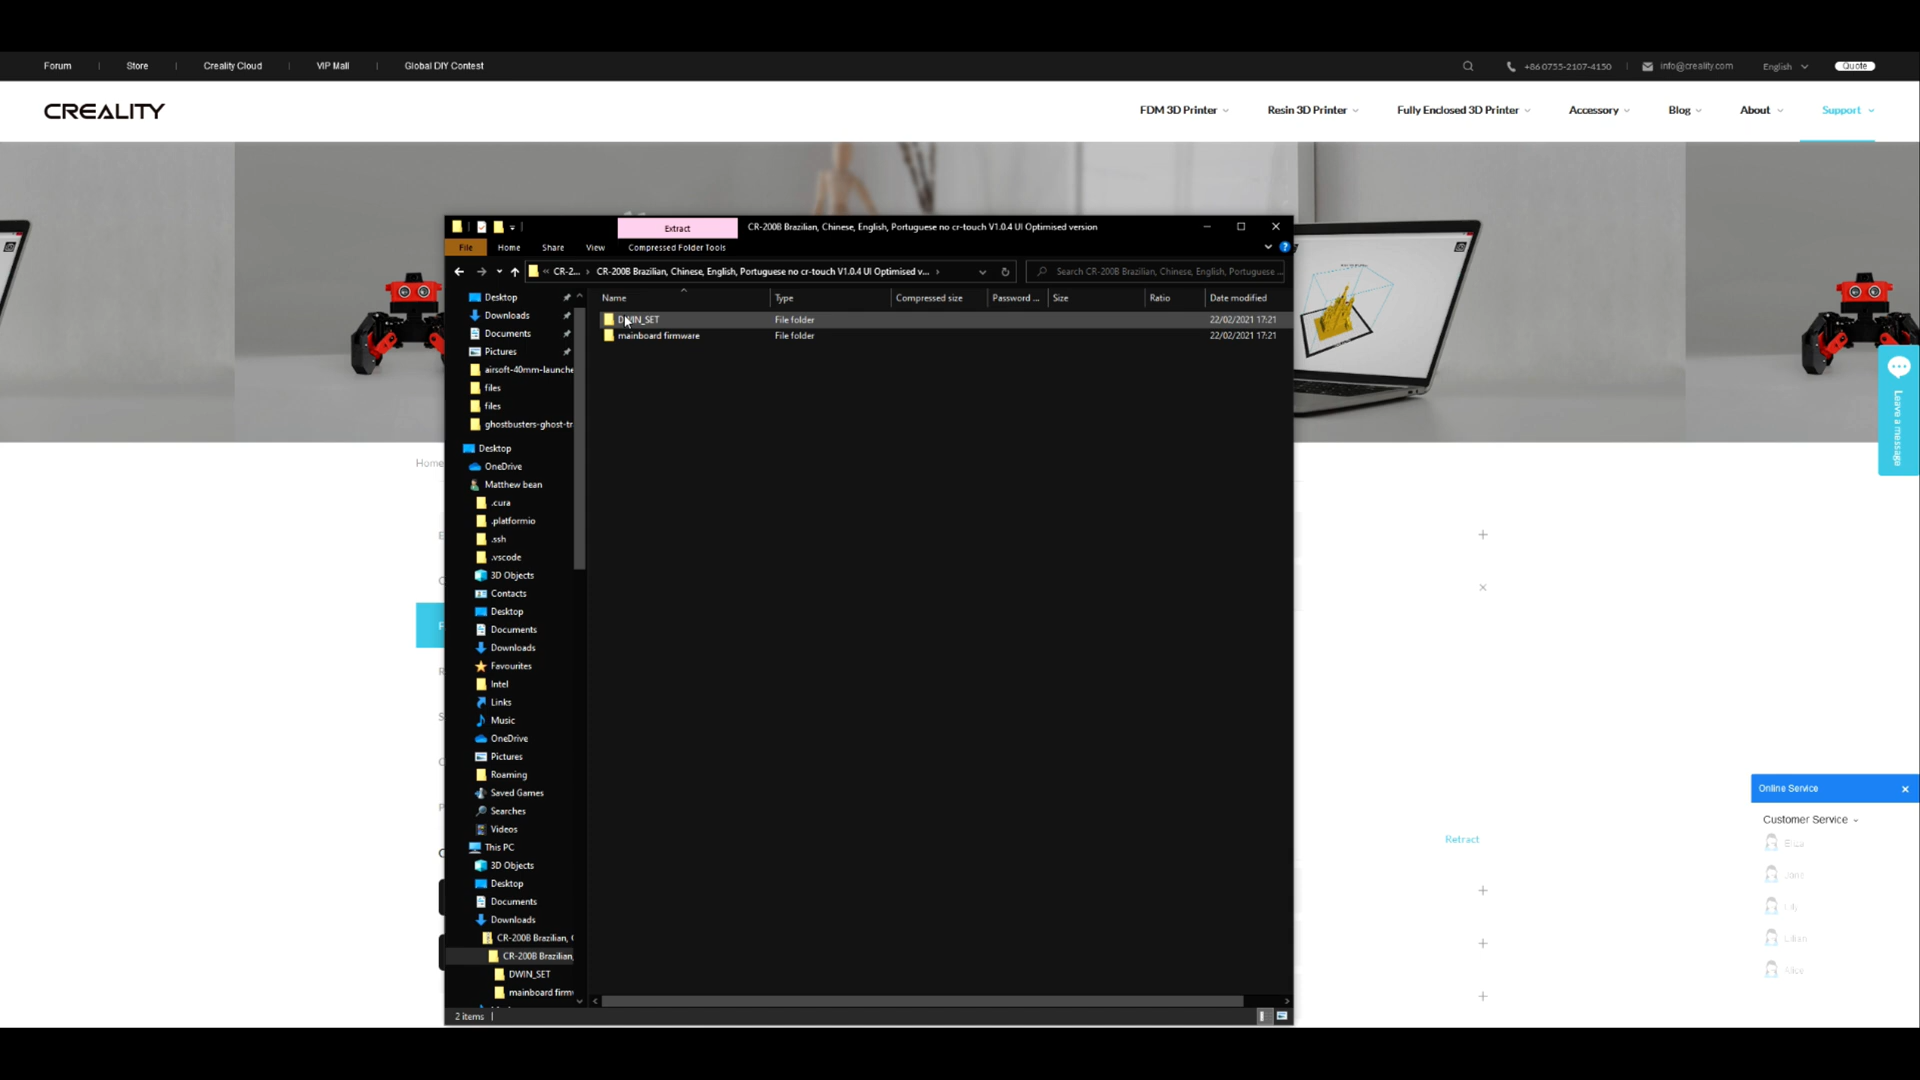 Forum
Store
Creality Cloud
VIP Mall
Global DIY Contest
+86 0755-2107-4150
info@creality.com
English
Quote
CREALITY
FDM 3D Printer
Resin 3D Printer
Fully Enclosed 3D Printer
Accessory
Blog
About
Support
Extract
CR-200B Brazilian, Chinese, English, Portuguese no cr-touch V1.0.4 UI Optimised version
File
Home
Share
View
Compressed Folder Tools
« CR-2... › CR-200B Brazilian, Chinese, English, Portuguese no cr-touch V1.0.4 UI Optimised v... ›
Search CR-200B Brazilian, Chinese, English, Portuguese ...
Name
Type
Compressed size
Password ...
Size
Ratio
Date modified
DWIN_SET
File folder
22/02/2021 17:21
mainboard firmware
File folder
22/02/2021 17:21
Desktop
Downloads
Documents
Pictures
airsoft-40mm-launche
files
files
ghostbusters-ghost-tr
Desktop
OneDrive
Matthew bean
.cura
.platformio
.ssh
.vscode
3D Objects
Contacts
Desktop
Documents
Downloads
Favourites
Intel
Links
Music
OneDrive
Pictures
Roaming
Saved Games
Searches
Videos
This PC
3D Objects
Desktop
Documents
Downloads
CR-200B Brazilian, (
CR-200B Brazilian,
DWIN_SET
mainboard firm
2 items
Home
Leave a message
Retract
Online Service
Customer Service
Erica
Jane
Lilly
Lillian
Alice